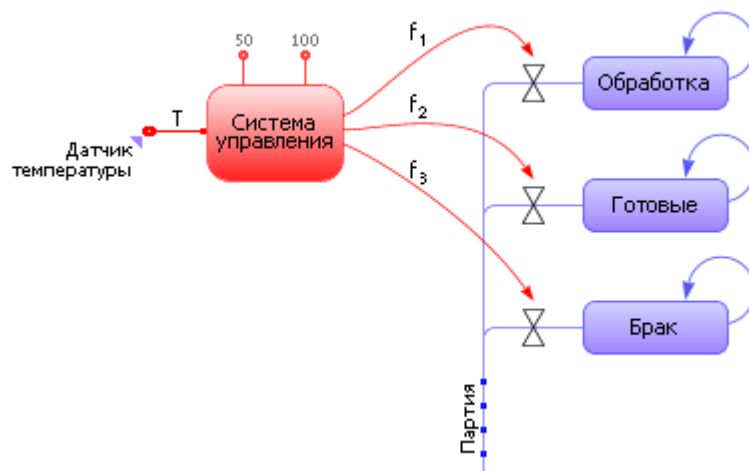 50
100
f1
Обработка
T
Система
управления
f2
Датчик
температуры
f3
Готовые
Брак
Партия